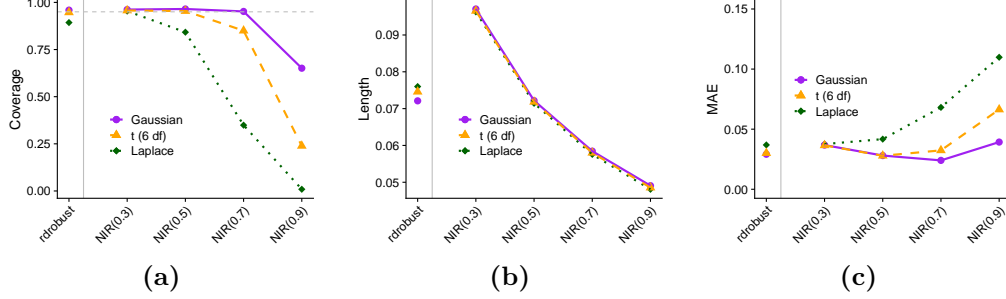 1.00
0.75
0.50
0.25
0.00
Coverage
Gaussian
t (6 df)
Laplace
rdrobust
NIR(0.3)
NIR(0.5)
NIR(0.7)
NIR(0.9)
(a)
0.09
0.08
0.07
0.06
0.05
Length
Gaussian
t (6 df)
Laplace
rdrobust
NIR(0.3)
NIR(0.5)
NIR(0.7)
NIR(0.9)
(b)
0.15
0.10
0.05
0.00
MAE
Gaussian
t (6 df)
Laplace
rdrobust
NIR(0.3)
NIR(0.5)
NIR(0.7)
NIR(0.9)
(c)